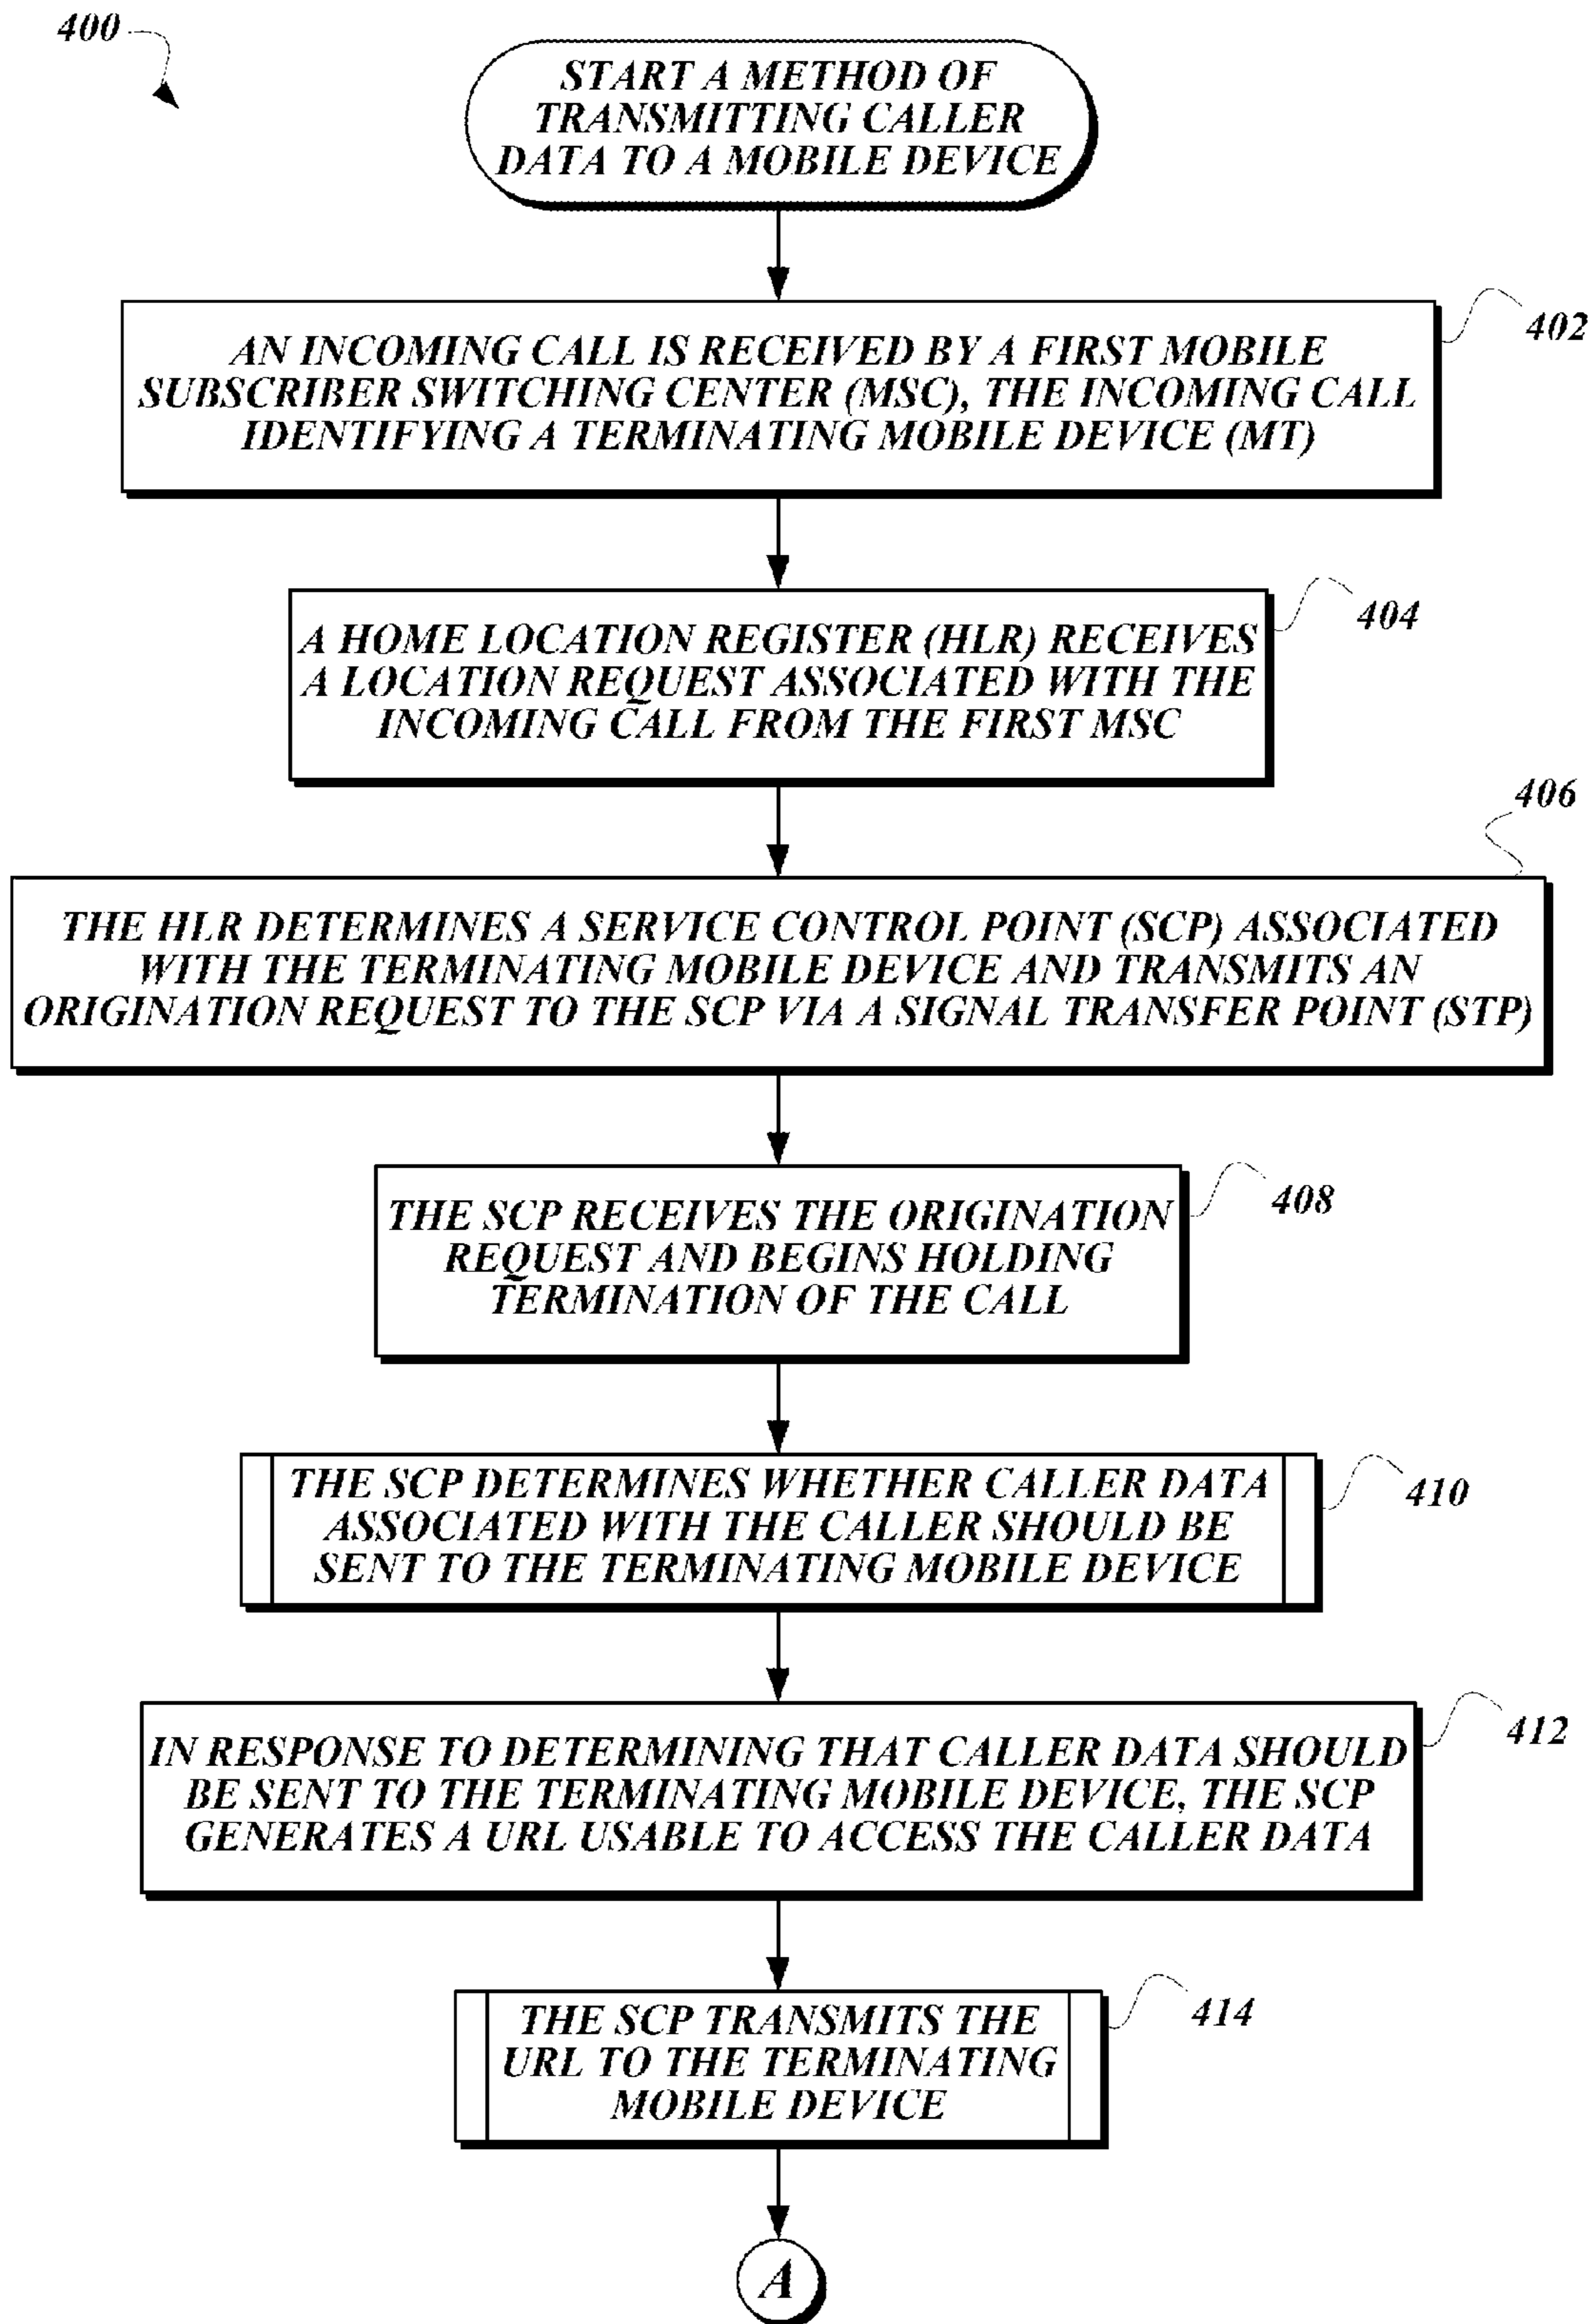 400
START A METHOD OF
TRANSMITTING CALLER
DATA TO A MOBILE DEVICE
402
AN INCOMING CALL IS RECEIVED BY A FIRST MOBILE
SUBSCRIBER SWITCHING CENTER (MSC), THE INCOMING CALL
IDENTIFYING A TERMINATING MOBILE DEVICE (MT)
404
A HOME LOCATION REGISTER (HLR) RECEIVES
A LOCATION REQUEST ASSOCIATED WITH THE
INCOMING CALL FROM THE FIRST MSC
406
THE HLR DETERMINES A SERVICE CONTROL POINT (SCP) ASSOCIATED
WITH THE TERMINATING MOBILE DEVICE AND TRANSMITS AN
ORIGINATION REQUEST TO THE SCP VIA A SIGNAL TRANSFER POINT (STP)
408
THE SCP RECEIVES THE ORIGINATION
REQUEST AND BEGINS HOLDING
TERMINATION OF THE CALL
410
THE SCP DETERMINES WHETHER CALLER DATA
ASSOCIATED WITH THE CALLER SHOULD BE
SENT TO THE TERMINATING MOBILE DEVICE
412
IN RESPONSE TO DETERMINING THAT CALLER DATA SHOULD
BE SENT TO THE TERMINATING MOBILE DEVICE, THE SCP
GENERATES A URL USABLE TO ACCESS THE CALLER DATA
414
THE SCP TRANSMITS THE
URL TO THE TERMINATING
MOBILE DEVICE
A